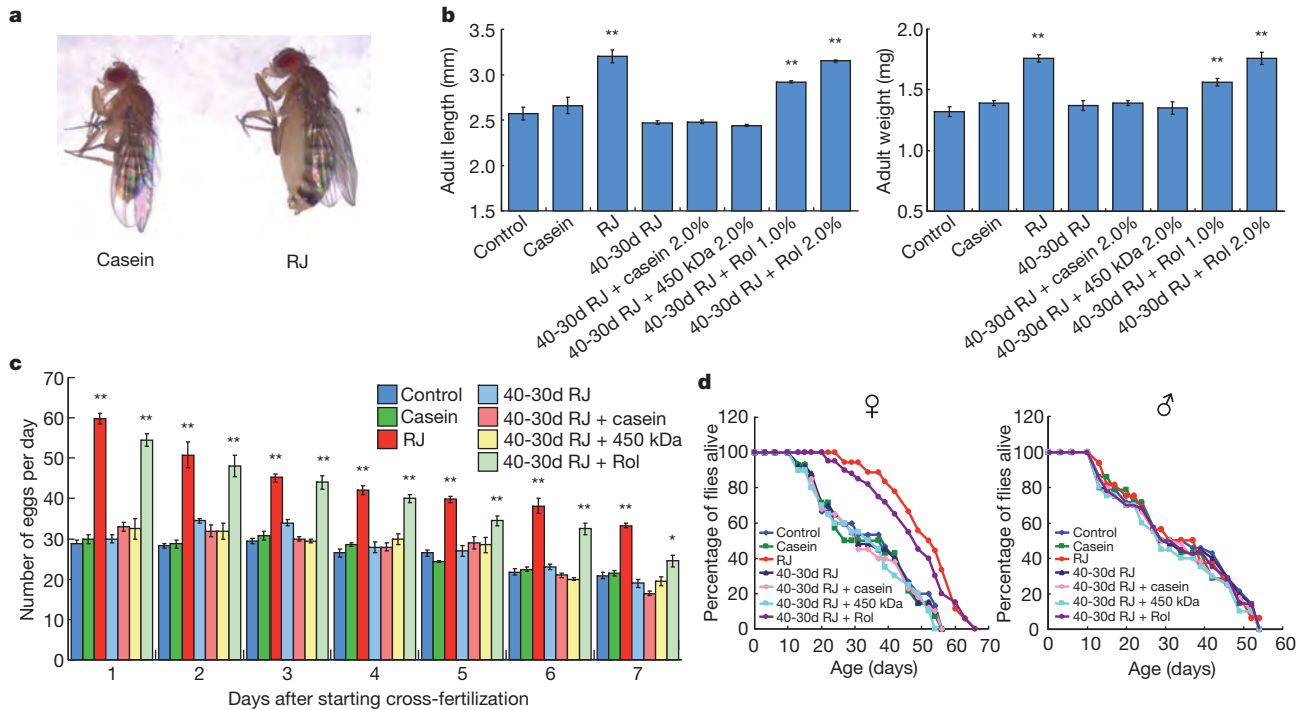 a
Casein
RJ
b
Adult length (mm)
3.5
3.0
2.5
2.0
1.5
Control
Casein
RJ
40-30d RJ
40-30d RJ + casein 2.0%
40-30d RJ + 450 kDa 2.0%
40-30d RJ + Rol 1.0%
40-30d RJ + Rol 2.0%
**
**
**
Adult weight (mg)
2.0
1.5
1.0
0.5
Control
Casein
RJ
40-30d RJ
40-30d RJ + casein 2.0%
40-30d RJ + 450 kDa 2.0%
40-30d RJ + Rol 1.0%
40-30d RJ + Rol 2.0%
**
**
**
c
Number of eggs per day
70
60
50
40
30
20
10
0
** **
** **
** **
** **
** **
** **
** *
Control
Casein
RJ
40-30d RJ
40-30d RJ + casein
40-30d RJ + 450 kDa
40-30d RJ + Rol
1 2 3 4 5 6 7
Days after starting cross-fertilization
d
♀
Percentage of flies alive
120
100
80
60
40
20
0
Control
Casein
RJ
40-30d RJ
40-30d RJ + casein
40-30d RJ + 450 kDa
40-30d RJ + Rol
0 10 20 30 40 50 60 70
Age (days)
♂
Percentage of flies alive
120
100
80
60
40
20
0
Control
Casein
RJ
40-30d RJ
40-30d RJ + casein
40-30d RJ + 450 kDa
40-30d RJ + Rol
0 10 20 30 40 50 60
Age (days)